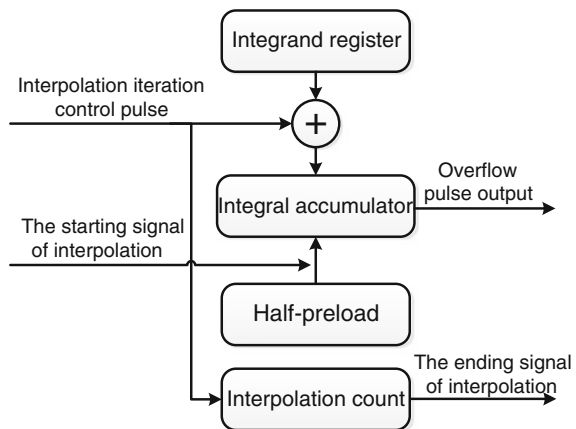 Integrand register
Interpolation iteration
control pulse
+
Integral accumulator
Overflow
pulse output
The starting signal
of interpolation
Half-preload
Interpolation count
The ending signal
of interpolation